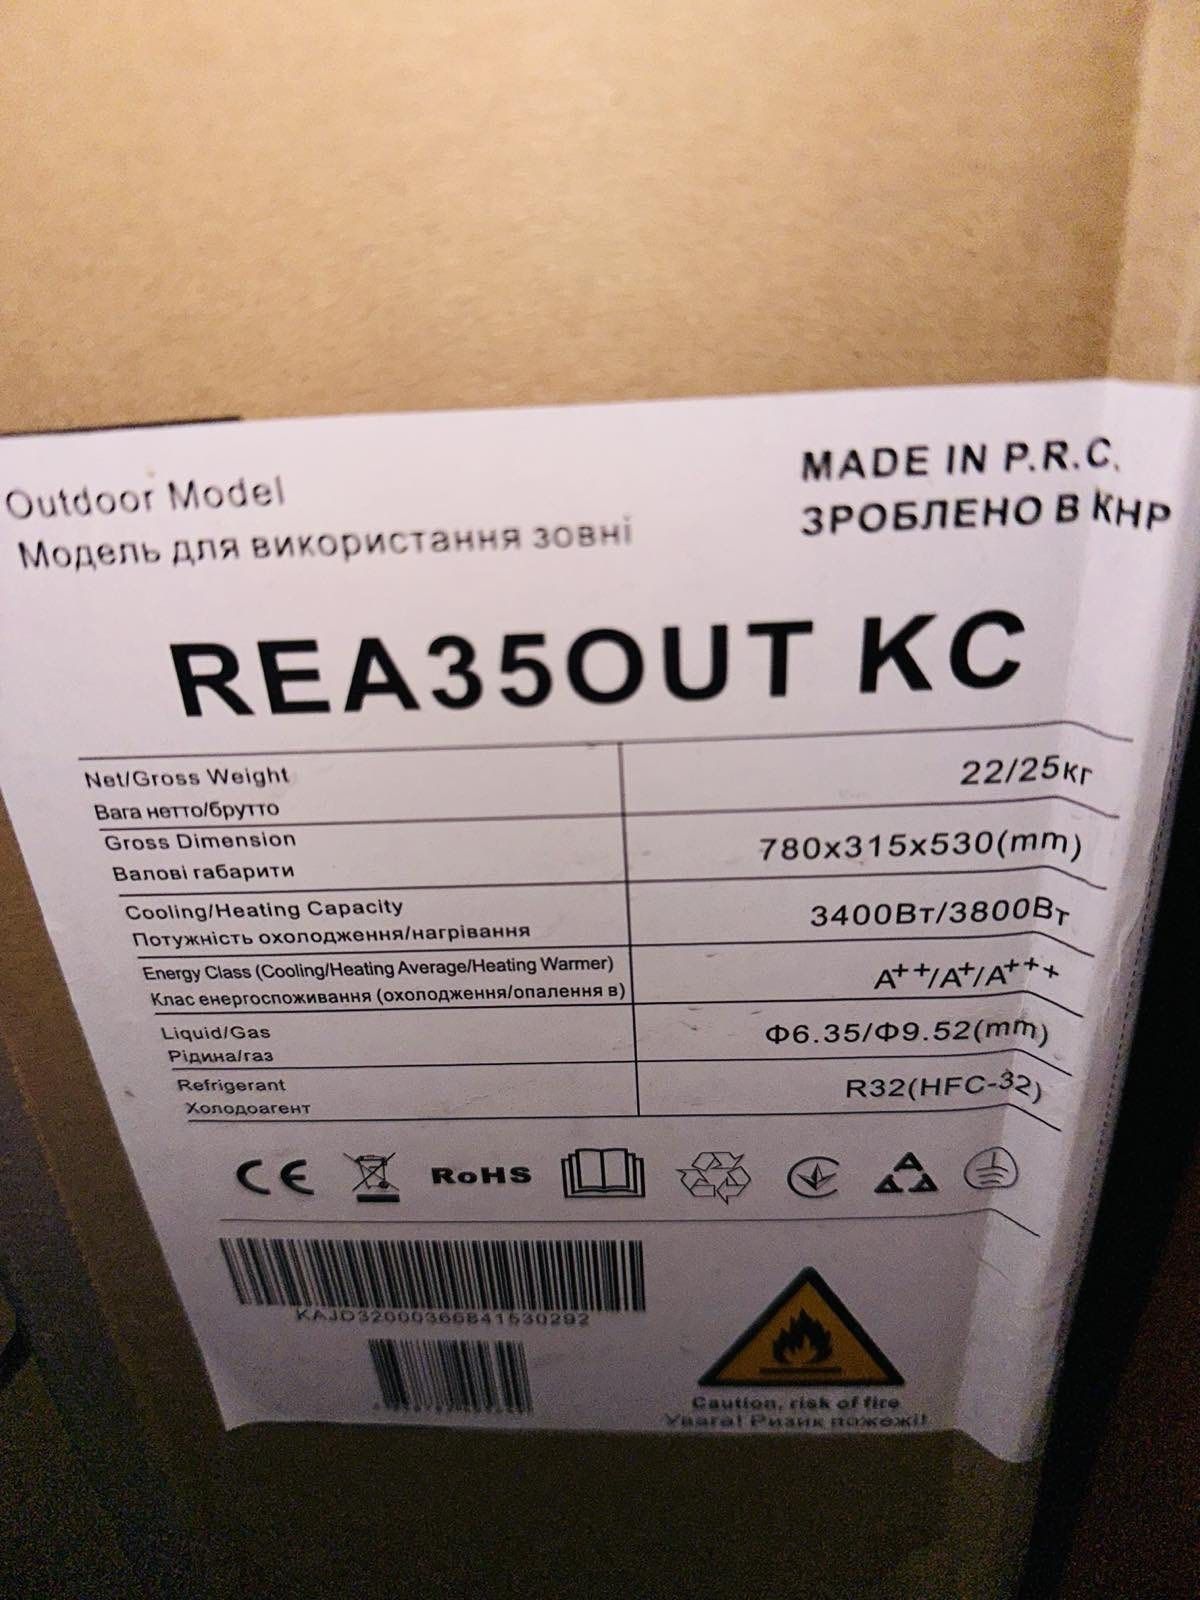 Outdoor Model
Модель для використання зовні
MADE IN P.R.C.
ЗРОБЛЕНО В КНР
REA35OUT KC
Net/Gross Weight
Вага нетто/брутто
22/25кг
Gross Dimension
Валові габарити
780x315x530(mm)
Cooling/Heating Capacity
Потужність охолодження/нагрівання
3400Вт/3800Вт
Energy Class (Cooling/Heating Average/Heating Warmer)
Клас енергоспоживання (охолодження/опалення в)
A++/A+/A+++
Liquid/Gas
Рідина/газ
Ф6.35/Ф9.52(mm)
Refrigerant
Холодоагент
R32(HFC-32)
CE
RoHS
KAJD32000366841530292
Caution, risk of fire
Увага! Ризик пожежі!